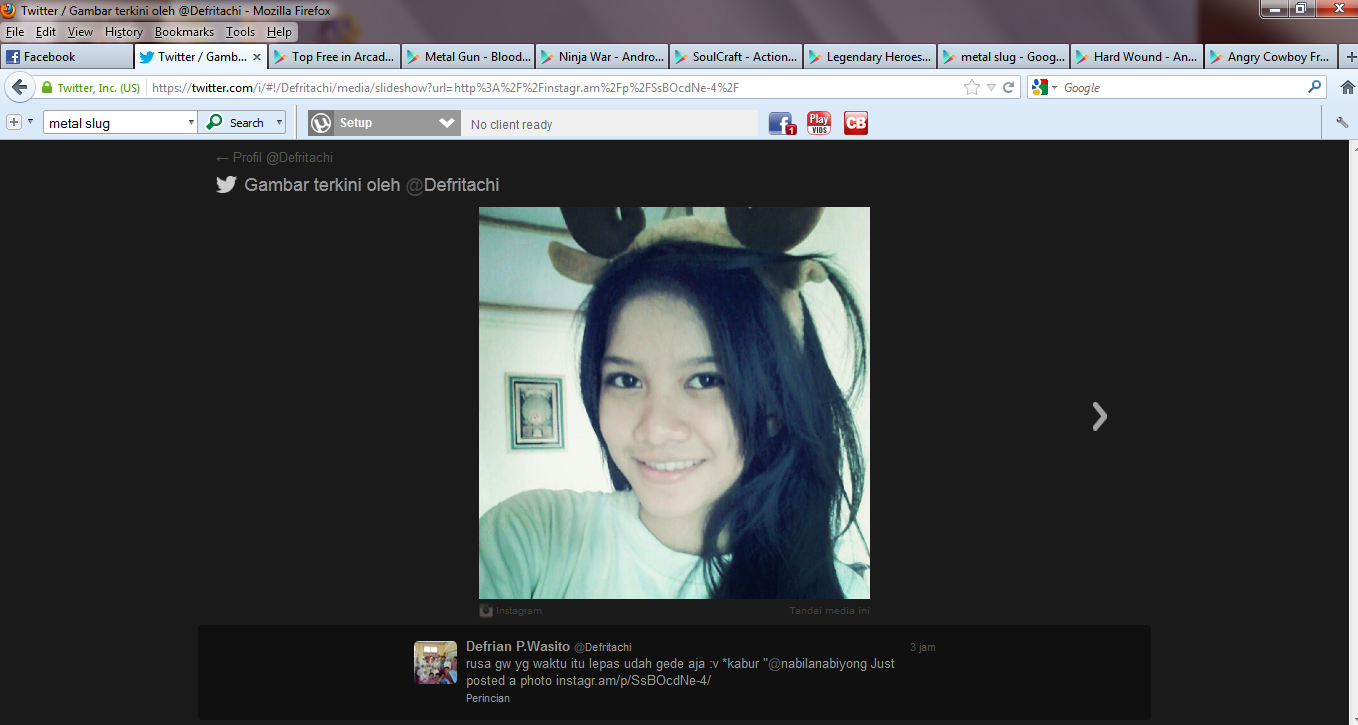 Twitter / Gambar terkini oleh @Defritachi - Mozilla Firefox
File Edit View History Bookmarks Tools Help
Facebook
Twitter / Gamb...
Top Free in Arcad...
Metal Gun - Blood...
Ninja War - Andro...
SoulCraft - Action...
Legendary Heroes...
metal slug - Goog...
Hard Wound - An...
Angry Cowboy Fr...
Twitter, Inc. (US)
https://twitter.com/i/#!/Defritachi/media/slideshow?url=http%3A%2F%2Finstagr.am%2Fp%2FSsBOcdNe-4%2F
Google
metal slug
Search
Setup
No client ready
1
Play
VIDS
CB
← Profil @Defritachi
Gambar terkini oleh @Defritachi
Instagram
Tandai media ini
Defrian P.Wasito @Defritachi
3 jam
rusa gw yg waktu itu lepas udah gede aja :v *kabur "@nabilanabiyong Just
posted a photo instagr.am/p/SsBOcdNe-4/
Perincian